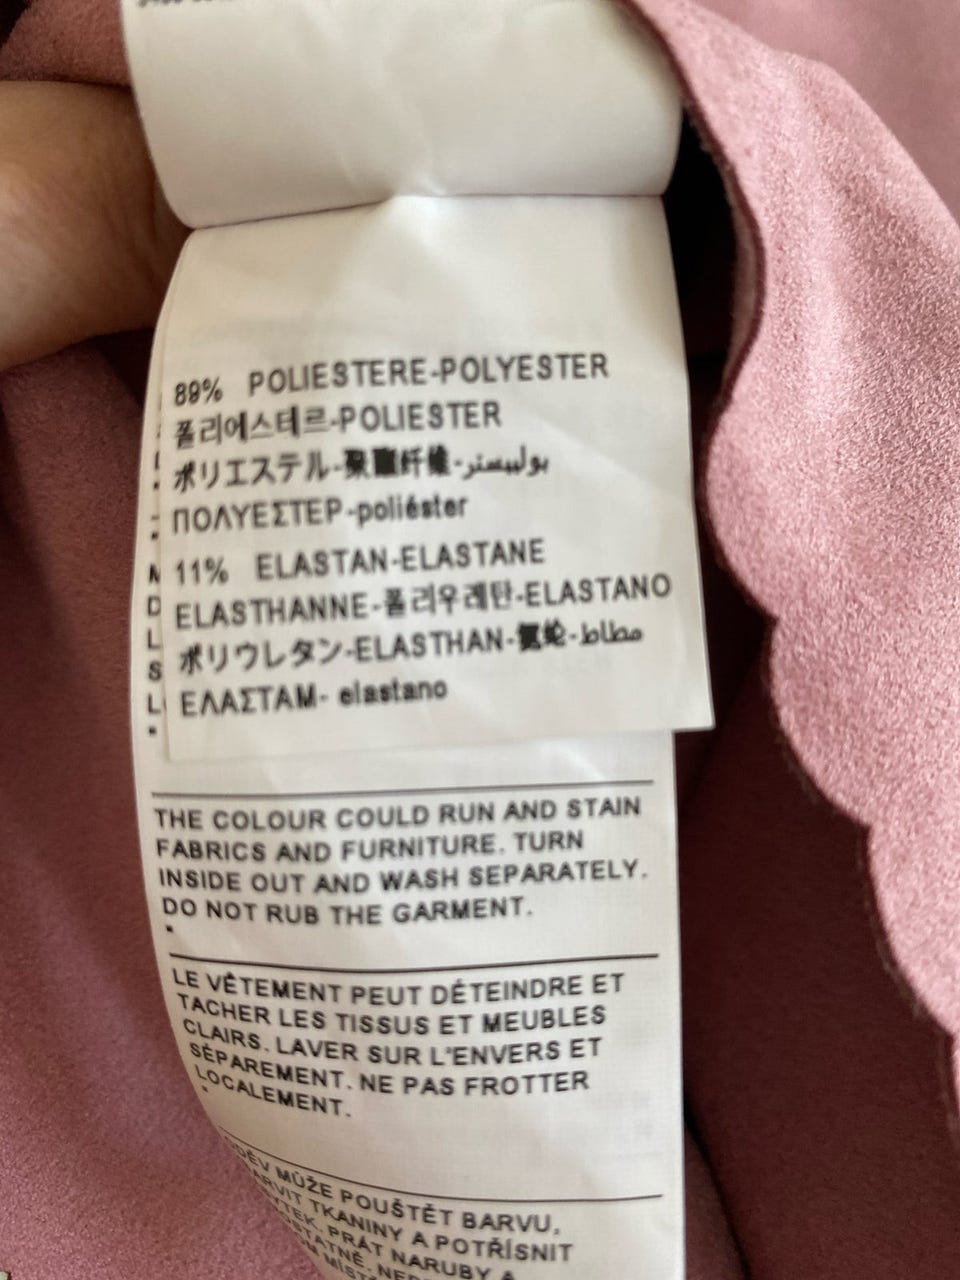 89% POLIESTERE-POLYESTER
폴리에스테르-POLIESTER
ポリエステル-聚酯纤维-بوليستر
ΠΟΛΥΕΣΤΕΡ-poliéster
11% ELASTAN-ELASTANE
ELASTHANNE-폴리우레탄-ELASTANO
ポリウレタン-ELASTHAN-氨纶-مطاط
ΕΛΑΣΤΑΜ- elastano
M
D
L
S
L
THE COLOUR COULD RUN AND STAIN
FABRICS AND FURNITURE. TURN
INSIDE OUT AND WASH SEPARATELY.
DO NOT RUB THE GARMENT.
LE VÊTEMENT PEUT DÉTEINDRE ET
TACHER LES TISSUS ET MEUBLES
CLAIRS. LAVER SUR L'ENVERS ET
SÉPAREMENT. NE PAS FROTTER
LOCALEMENT.
ODĚV MŮŽE POUŠTĚT BARVU,
TKANINY A POTŘÍSNIT
PRÁT NARUBY A